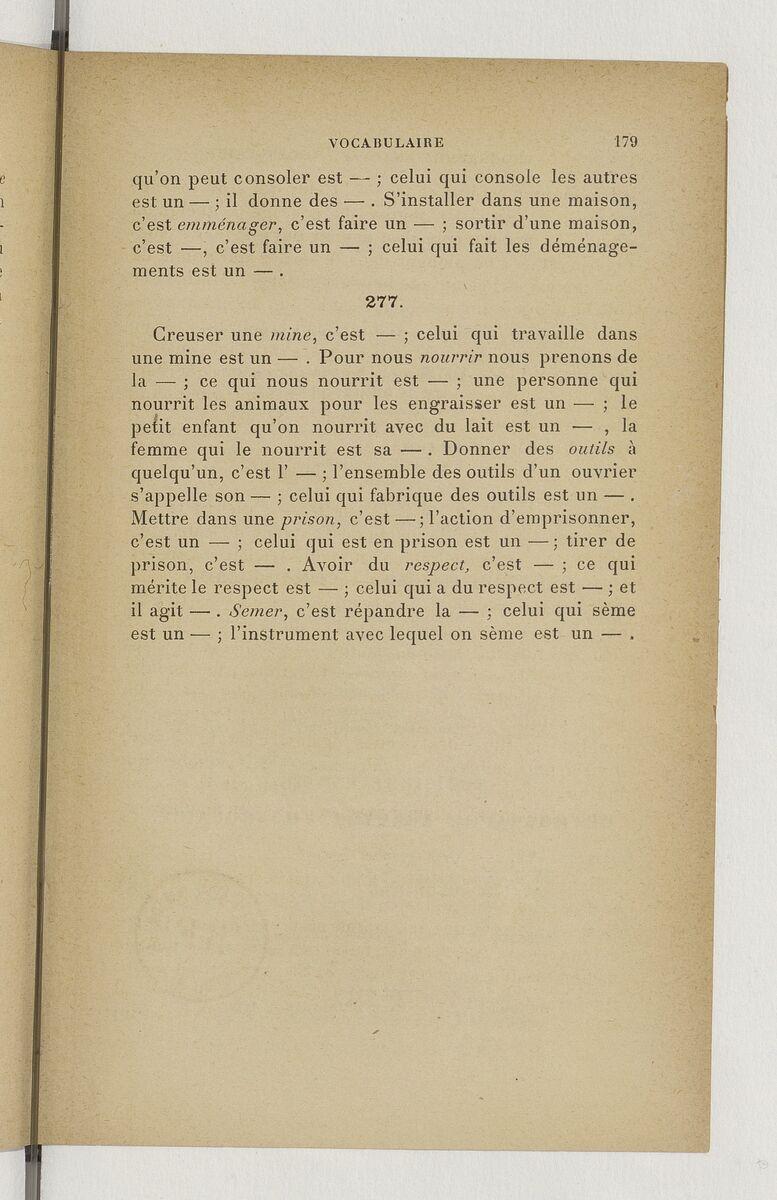 VOCABULAIRE 179
qu'on peut consoler est — ; celui qui console les autres
est un — ; il donne des — . S'installer dans une maison,
c'est emménager, c'est faire un — ; sortir d'une maison,
c'est —, c'est faire un — ; celui qui fait les déménage-
ments est un — .
277.
Creuser une mine, c'est — ; celui qui travaille dans
une mine est un — . Pour nous nourrir nous prenons de
la — ; ce qui nous nourrit est — ; une personne qui
nourrit les animaux pour les engraisser est un — ; le
petit enfant qu'on nourrit avec du lait est un — , la
femme qui le nourrit est sa — . Donner des outils à
quelqu'un, c'est l' — ; l'ensemble des outils d'un ouvrier
s'appelle son — ; celui qui fabrique des outils est un — .
Mettre dans une prison, c'est — ; l'action d'emprisonner,
c'est un — ; celui qui est en prison est un — ; tirer de
prison, c'est — . Avoir du respect, c'est — ; ce qui
mérite le respect est — ; celui qui a du respect est — ; et
il agit — . Semer, c'est répandre la — ; celui qui sème
est un — ; l'instrument avec lequel on sème est un — .